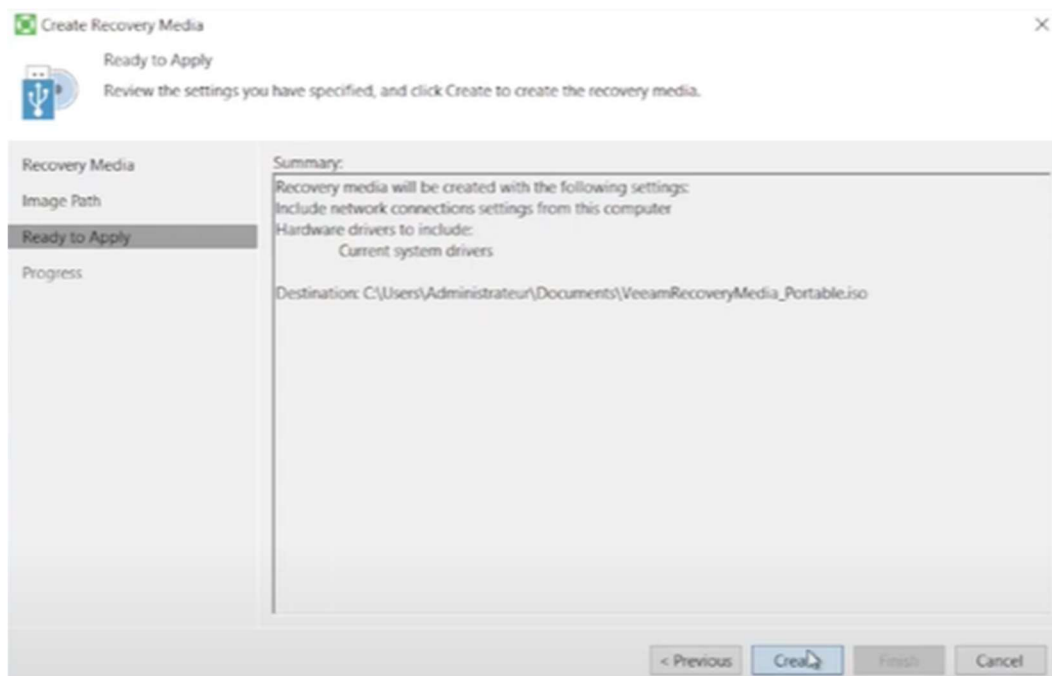 Create Recovery Media
Ready to Apply
Review the settings you have specified, and click Create to create the recovery media.
Recovery Media
Image Path
Ready to Apply
Progress
Summary:
Recovery media will be created with the following settings:
Include network connections settings from this computer
Hardware drivers to include:
Current system drivers
Destination: C:\Users\Administrateur\Documents\VeeamRecoveryMedia_Portable.iso
< Previous
Create
Finish
Cancel